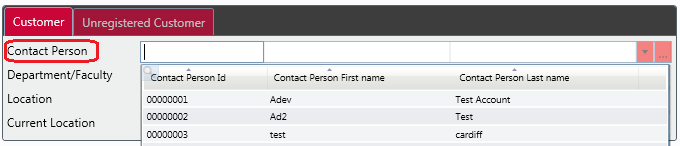 Customer Unregistered Customer
Contact Person ...
Department/Faculty Contact Person Id Contact Person First name Contact Person Last name
Location 00000001 Adev Test Account
00000002 Ad2 Test
Current Location 00000003 test cardiff